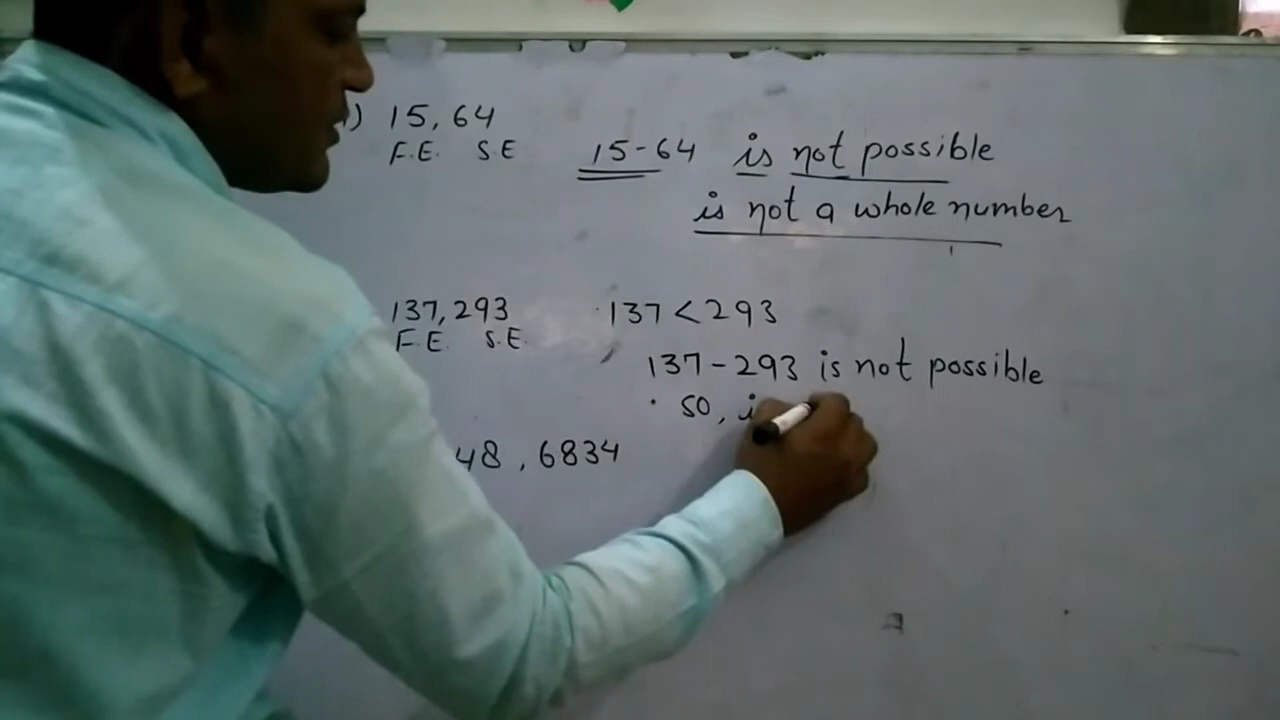 ) 15, 64
F.E. S E 15-64 is not possible
is not a whole number
137, 293 137 < 293
F.E. S.E. 137 - 293 is not possible
so, i
48, 6834